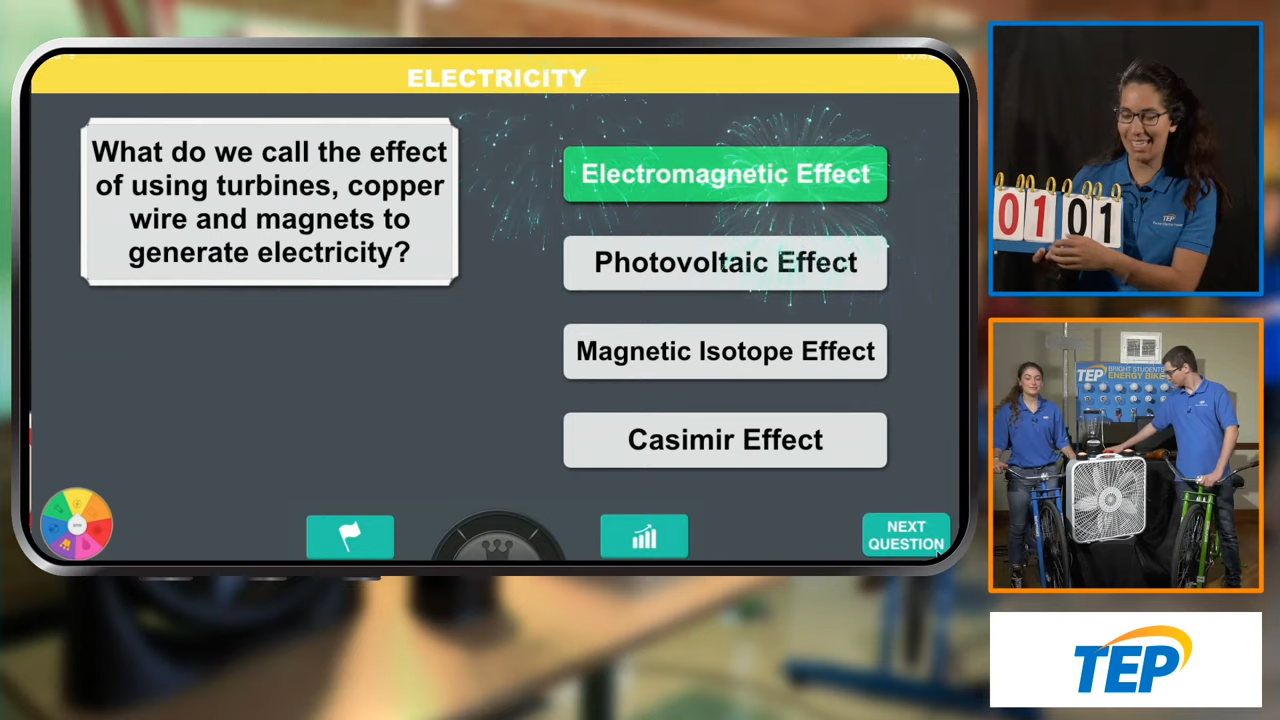 ELECTRICITY
What do we call the effect
of using turbines, copper
wire and magnets to
generate electricity?
Electromagnetic Effect
Photovoltaic Effect
Magnetic Isotope Effect
Casimir Effect
NEXT
QUESTION
TEP
01 01
TEP
BRIGHT STUDENTS
ENERGY BIKE
TEP